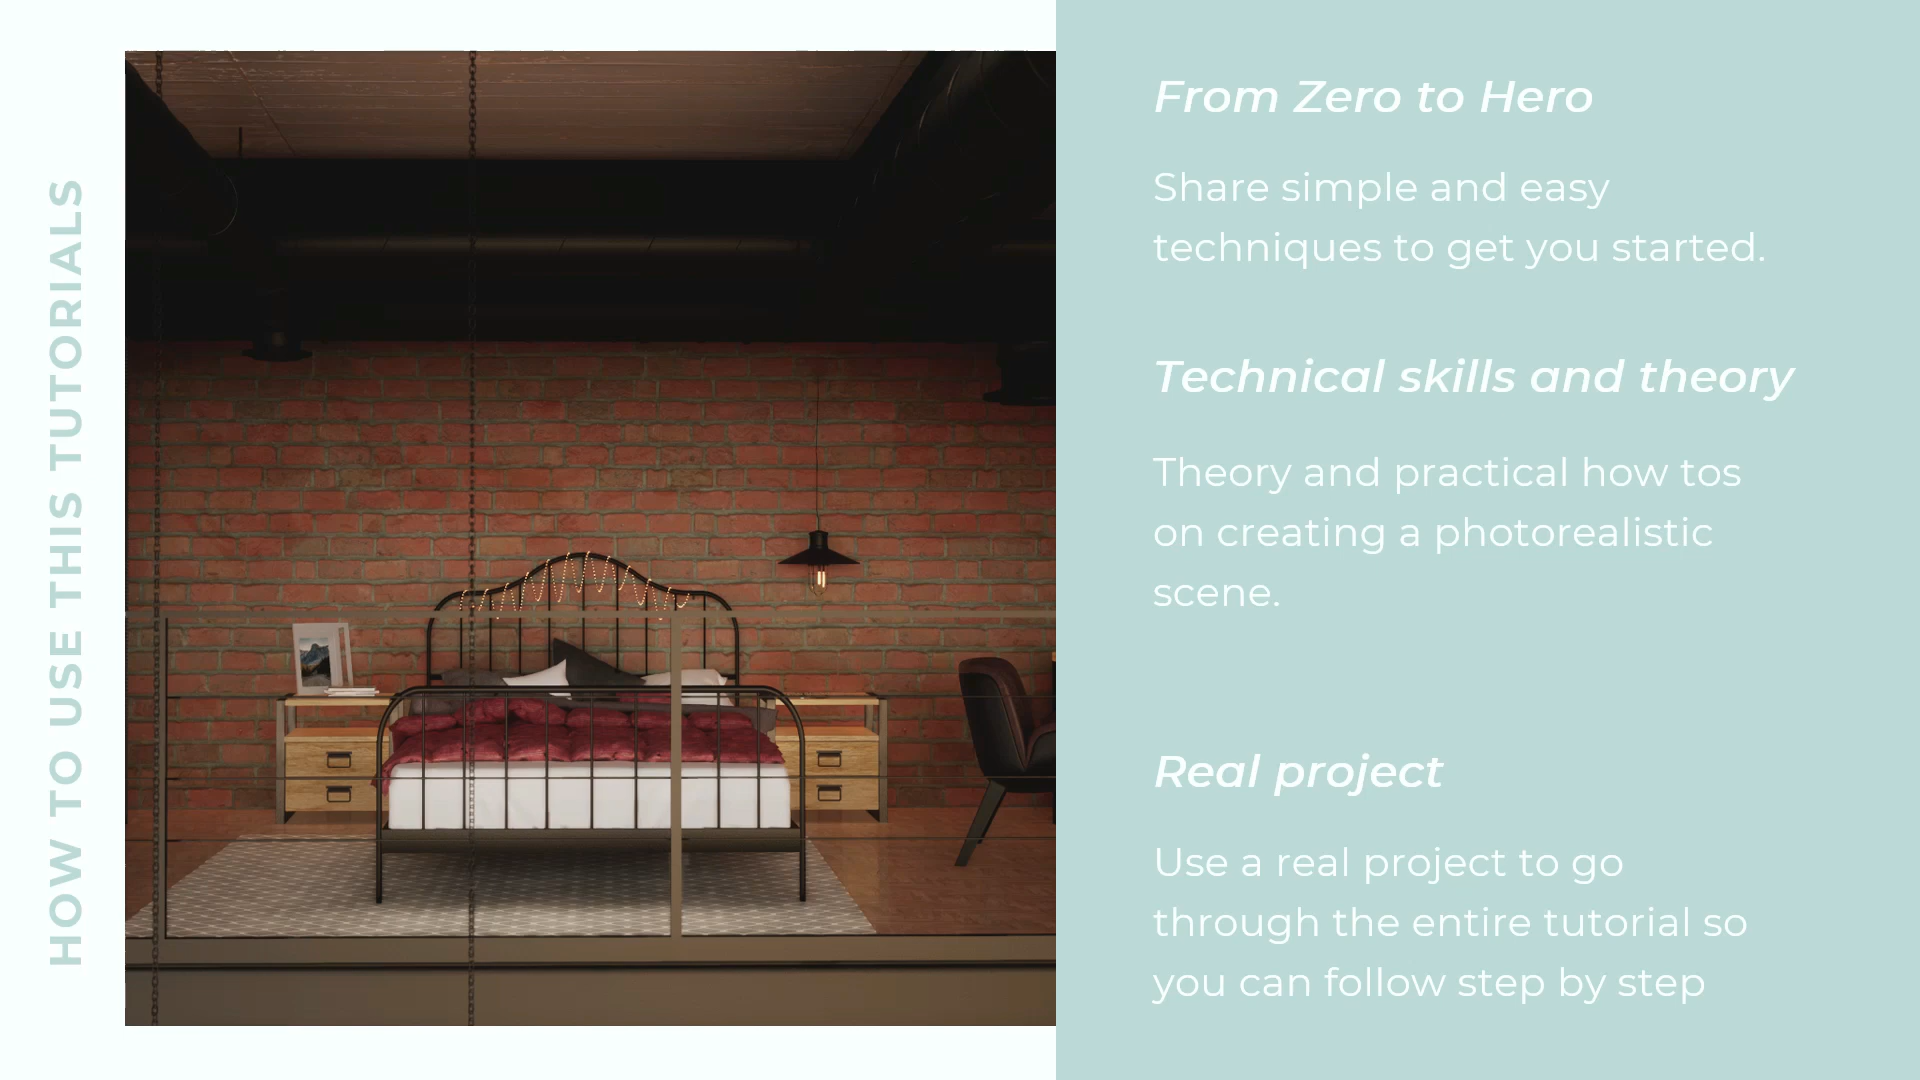 HOW TO USE THIS TUTORIALS
From Zero to Hero
Share simple and easy
techniques to get you started.
Technical skills and theory
Theory and practical how tos
on creating a photorealistic
scene.
Real project
Use a real project to go
through the entire tutorial so
you can follow step by step